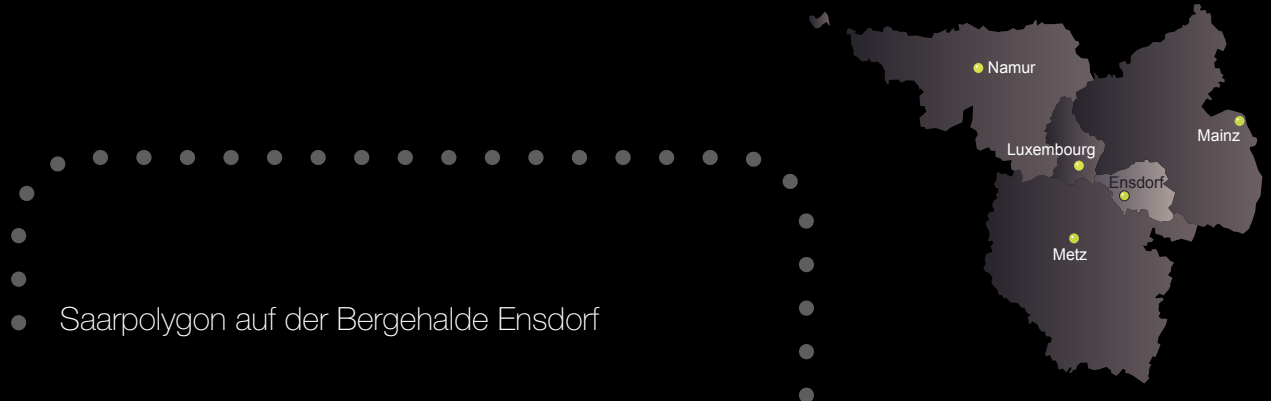 Namur
Mainz
Luxembourg
Ensdorf
Metz
Saarpolygon auf der Bergehalde Ensdorf